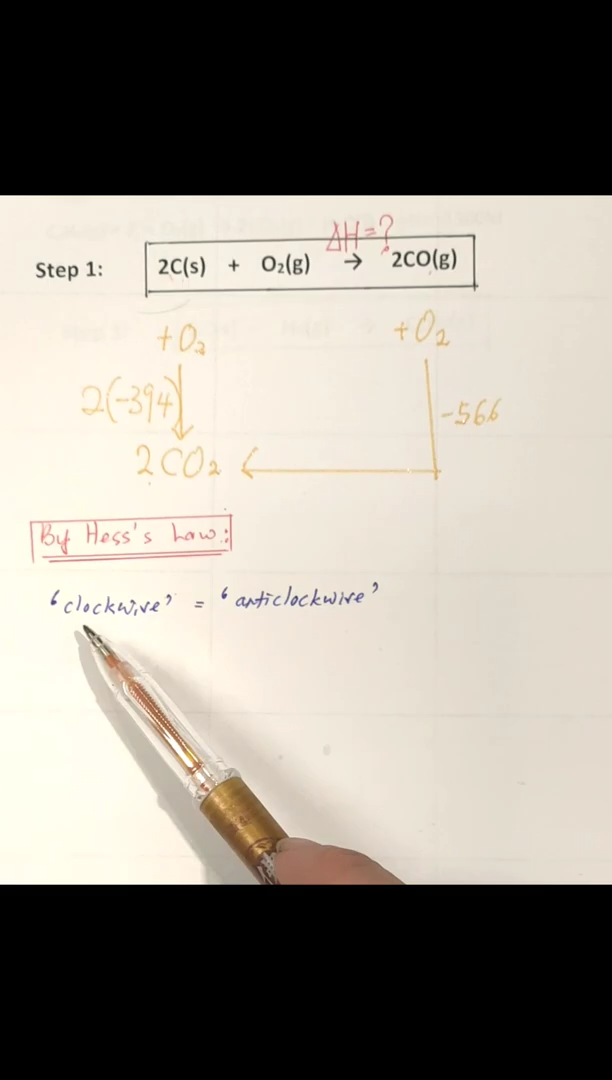 ΔH=?
Step 1: 2C(s) + O₂(g) → 2CO(g)
+O₂ +O₂
2(-394) -566
2CO₂
By Hess's Law:
'clockwise' = 'anticlockwise'